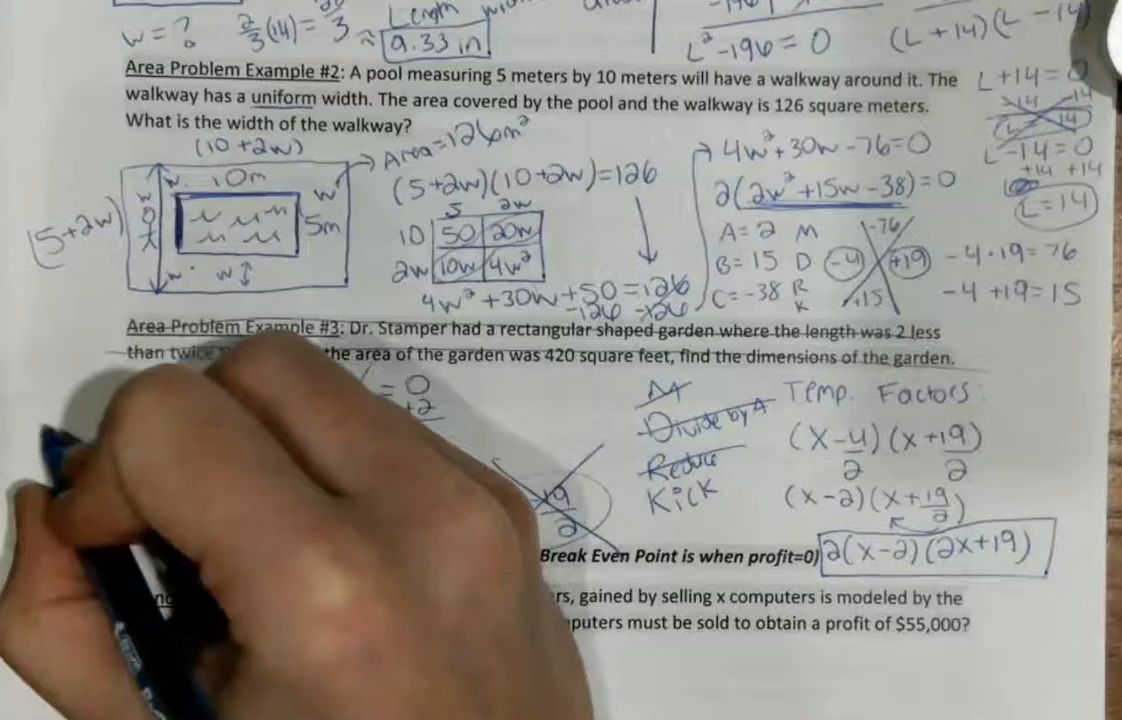 w = ? 2/3(14) = 3 ≈ 9.33 in
Length
L² - 196 = 0
(L + 14)(L - 14)
Area Problem Example #2: A pool measuring 5 meters by 10 meters will have a walkway around it. The
walkway has a uniform width. The area covered by the pool and the walkway is 126 square meters.
What is the width of the walkway?
L + 14 = 0
-14 -14
L - 14 = 0
+14 +14
L = 14
(10 + 2w)
Area = 126m²
w 10m w
(5 + 2w)
5m
w w
(5 + 2w)(10 + 2w) = 126
5 2w
10 50 20w
2w 10w 4w²
4w² + 30w + 50 = 126
-126 -126
4w² + 30w - 76 = 0
2(2w² + 15w - 38) = 0
A = 2 M
B = 15 D
C = -38 R
K
-76
-4 +19
+15
-4 · 19 = 76
-4 + 19 = 15
Area Problem Example #3: Dr. Stamper had a rectangular shaped garden where the length was 2 less
than twice the area of the garden was 420 square feet, find the dimensions of the garden.
= 0
+2
19
2
Divide by A
Reduce
Kick
Temp. Factors:
(x - 4/2)(x + 19/2)
(x - 2)(x + 19/2)
2(x - 2)(2x + 19)
Break Even Point is when profit=0)
gained by selling x computers is modeled by the
must be sold to obtain a profit of $55,000?